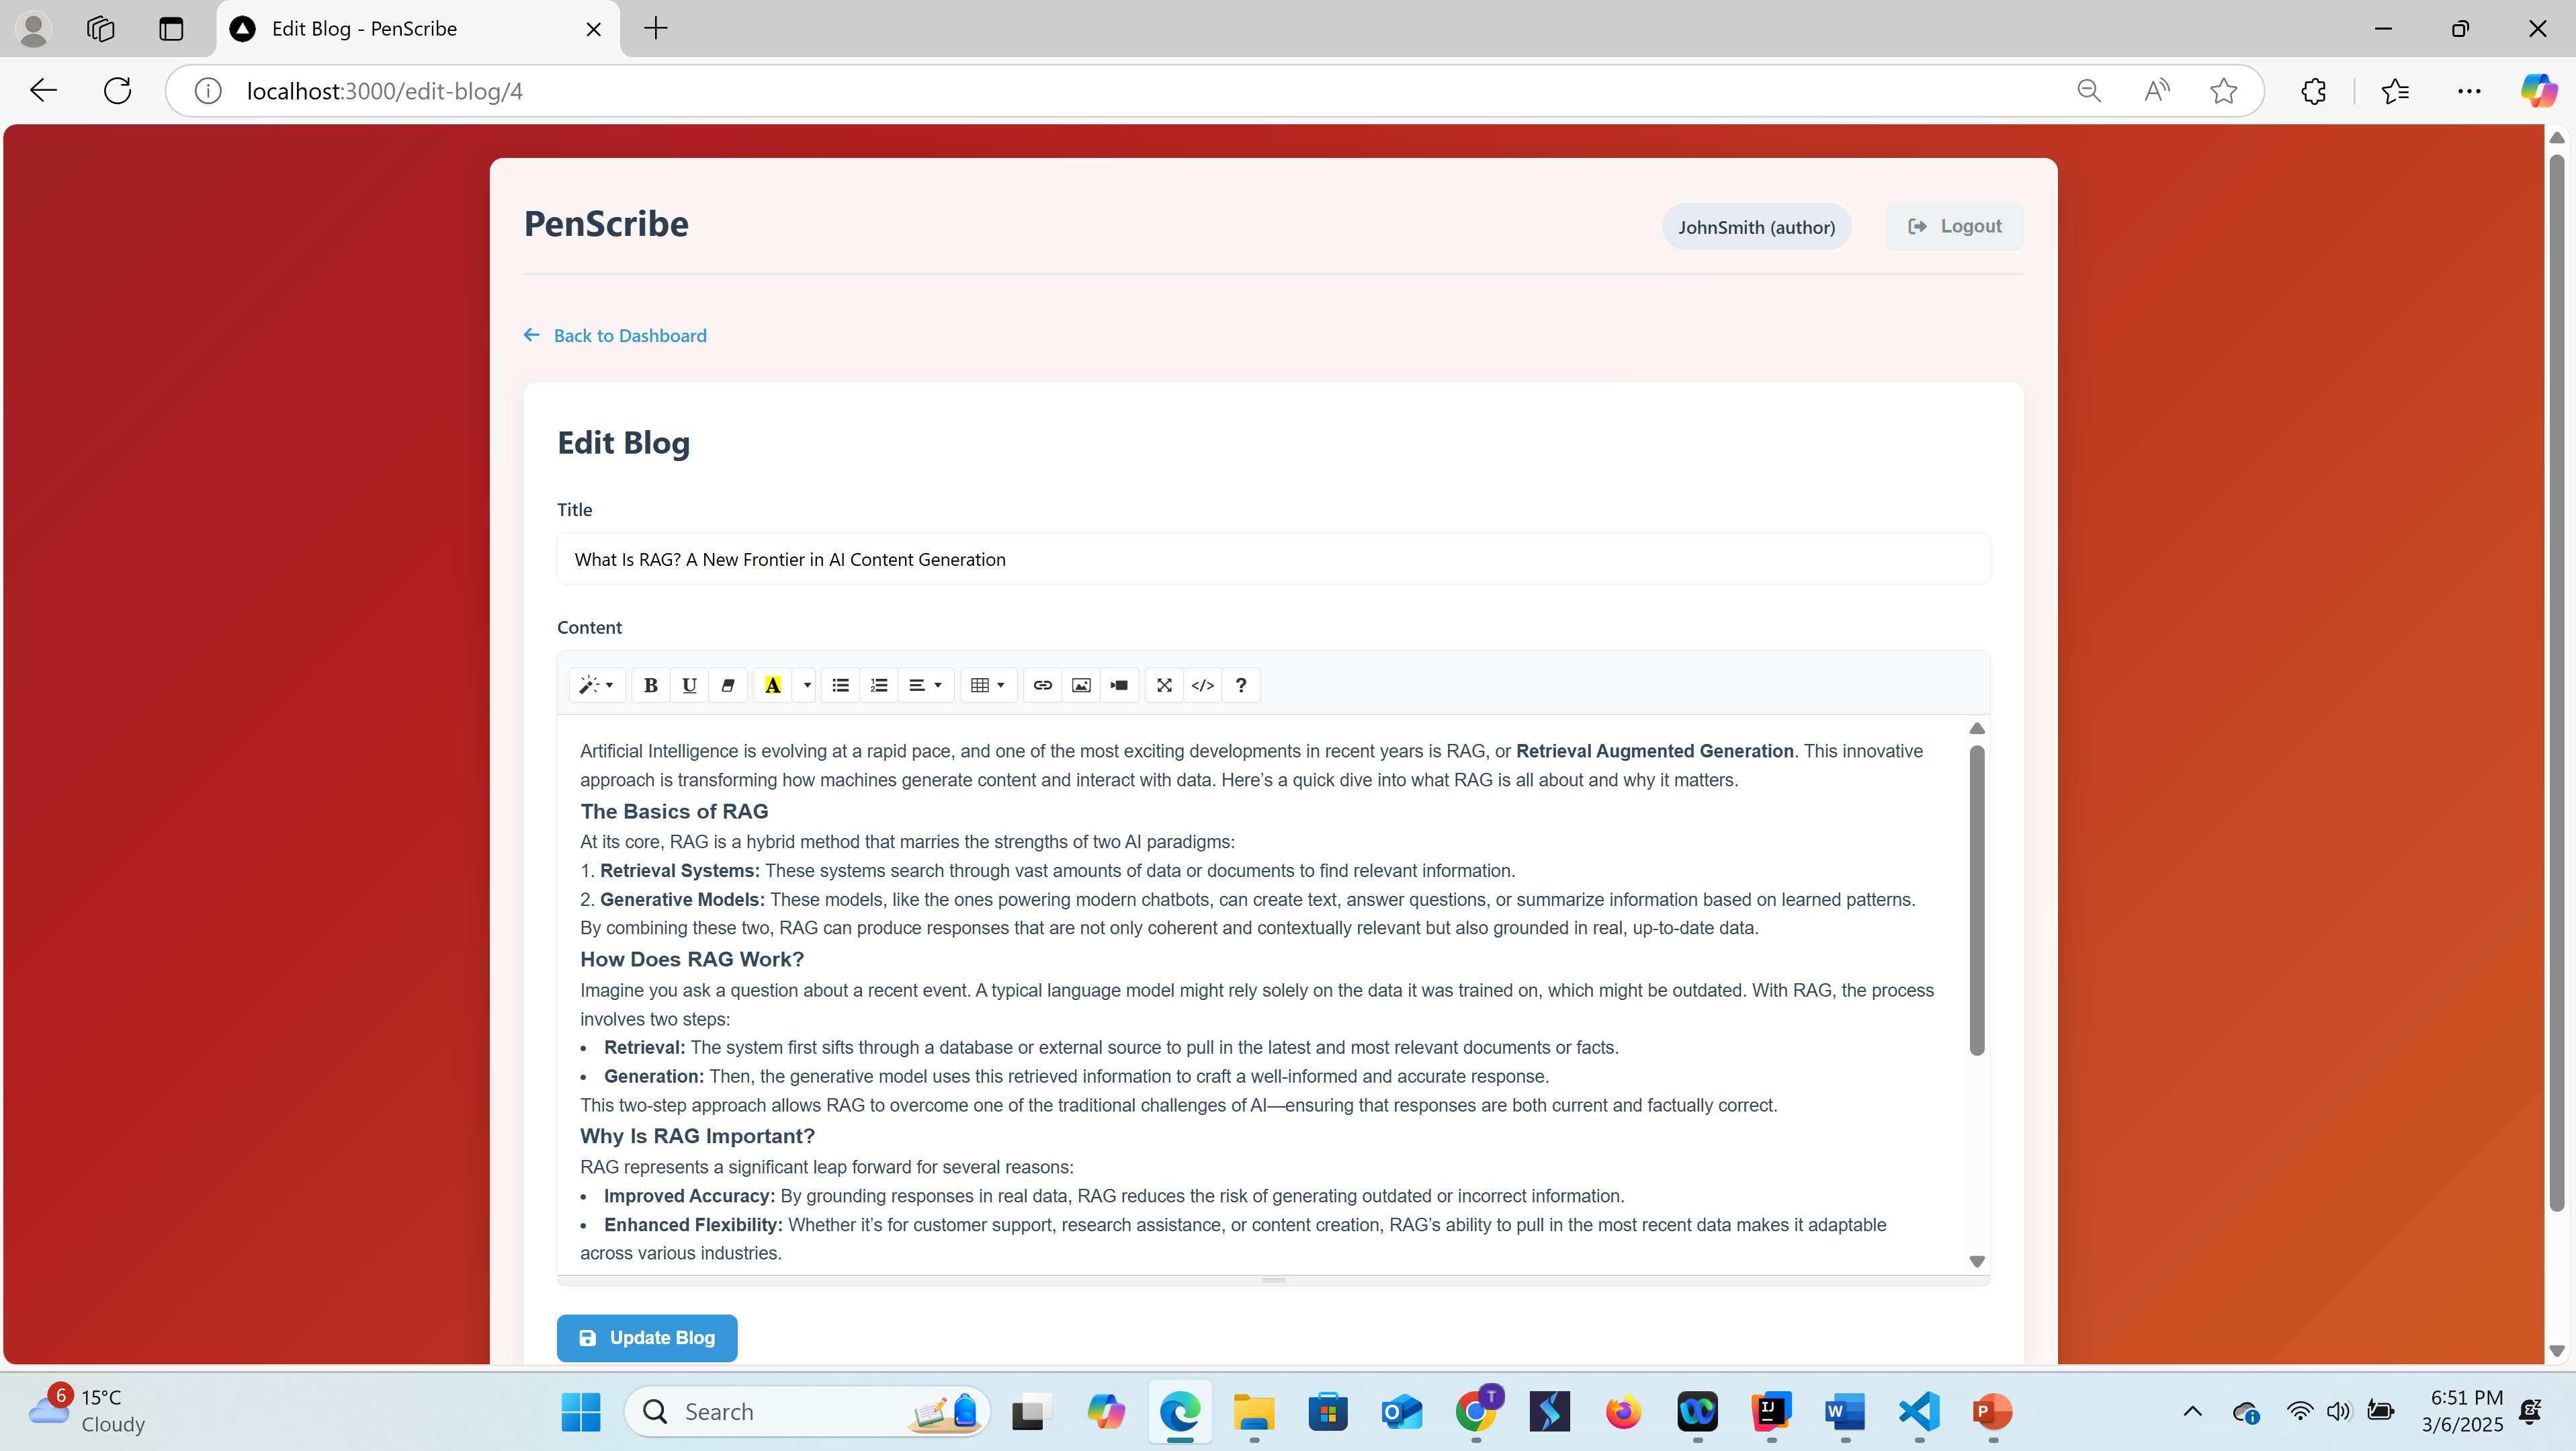 Edit Blog - PenScribe
localhost:3000/edit-blog/4
PenScribe
JohnSmith (author)
Logout
Back to Dashboard
Edit Blog
Title
What Is RAG? A New Frontier in AI Content Generation
Content
B U A </> ?
Artificial Intelligence is evolving at a rapid pace, and one of the most exciting developments in recent years is RAG, or Retrieval Augmented Generation. This innovative
approach is transforming how machines generate content and interact with data. Here’s a quick dive into what RAG is all about and why it matters.
The Basics of RAG
At its core, RAG is a hybrid method that marries the strengths of two AI paradigms:
1. Retrieval Systems: These systems search through vast amounts of data or documents to find relevant information.
2. Generative Models: These models, like the ones powering modern chatbots, can create text, answer questions, or summarize information based on learned patterns.
By combining these two, RAG can produce responses that are not only coherent and contextually relevant but also grounded in real, up-to-date data.
How Does RAG Work?
Imagine you ask a question about a recent event. A typical language model might rely solely on the data it was trained on, which might be outdated. With RAG, the process
involves two steps:
• Retrieval: The system first sifts through a database or external source to pull in the latest and most relevant documents or facts.
• Generation: Then, the generative model uses this retrieved information to craft a well-informed and accurate response.
This two-step approach allows RAG to overcome one of the traditional challenges of AI—ensuring that responses are both current and factually correct.
Why Is RAG Important?
RAG represents a significant leap forward for several reasons:
• Improved Accuracy: By grounding responses in real data, RAG reduces the risk of generating outdated or incorrect information.
• Enhanced Flexibility: Whether it’s for customer support, research assistance, or content creation, RAG’s ability to pull in the most recent data makes it adaptable
across various industries.
Update Blog
6
15°C
Cloudy
Search
T
6:51 PM
3/6/2025